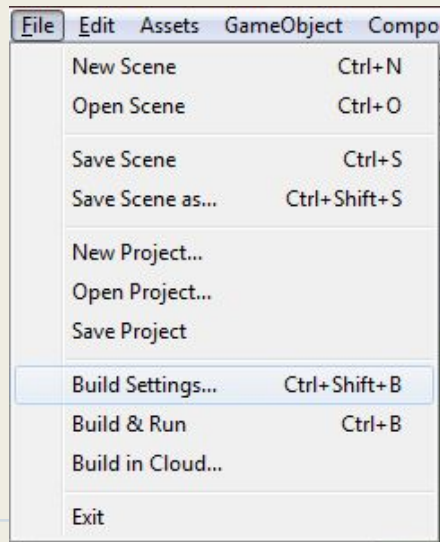 File Edit Assets GameObject Compo
New Scene Ctrl+N
Open Scene Ctrl+O
Save Scene Ctrl+S
Save Scene as... Ctrl+Shift+S
New Project...
Open Project...
Save Project
Build Settings... Ctrl+Shift+B
Build & Run Ctrl+B
Build in Cloud...
Exit